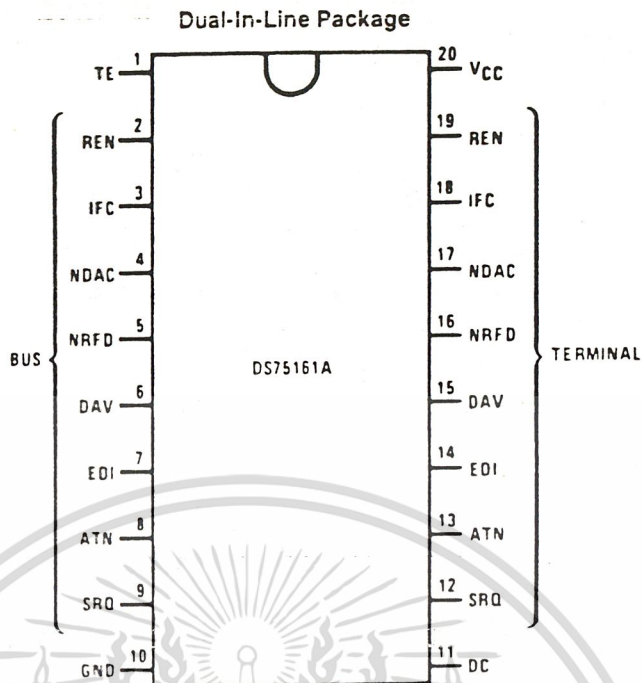 Dual-In-Line Package
TE 1
REN 2
IFC 3
NDAC 4
NRFD 5
DAV 6
EOI 7
ATN 8
SRQ 9
GND 10
BUS
DS75161A
20 VCC
19 REN
18 IFC
17 NDAC
16 NRFD
15 DAV
14 EOI
13 ATN
12 SRQ
11 DC
TERMINAL